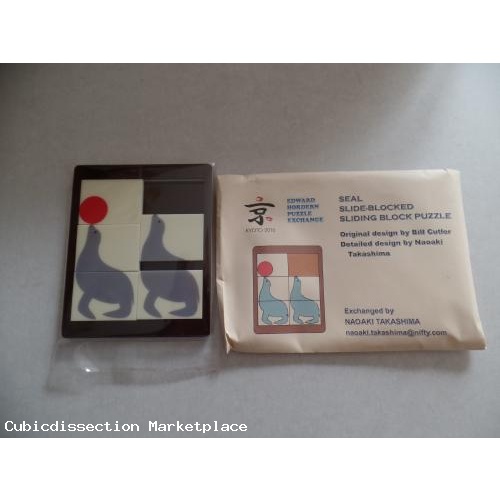 京
KYOTO 2016
EDWARD
HORDERN
PUZZLE
EXCHANGE
SEAL
SLIDE-BLOCKED
SLIDING BLOCK PUZZLE
Original design by Bill Cutler
Detailed design by Naoaki
Takashima
Exchanged by
NAOAKI TAKASHIMA
naoaki.takashima@nifty.com
Cubicdissection Marketplace